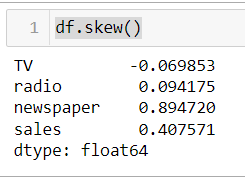 1 df.skew()
TV -0.069853
radio 0.094175
newspaper 0.894720
sales 0.407571
dtype: float64